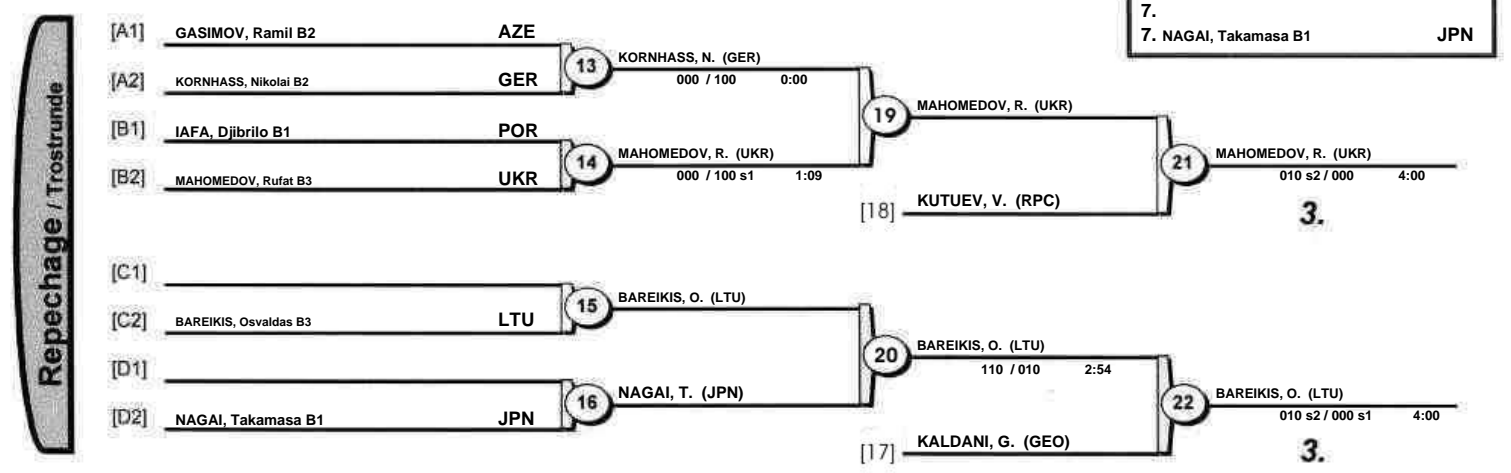 7.
7. NAGAI, Takamasa B1 JPN
Repechage / Trostrunde
[A1] GASIMOV, Ramil B2 AZE
13 KORNHASS, N. (GER)
000 / 100 0:00
[A2] KORNHASS, Nikolai B2 GER
19 MAHOMEDOV, R. (UKR)
[B1] IAFA, Djibrilo B1 POR
14 MAHOMEDOV, R. (UKR)
000 / 100 s1 1:09
21 MAHOMEDOV, R. (UKR)
010 s2 / 000 4:00
[B2] MAHOMEDOV, Rufat B3 UKR
[18] KUTUEV, V. (RPC)
3.
[C1]
15 BAREIKIS, O. (LTU)
[C2] BAREIKIS, Osvaldas B3 LTU
20 BAREIKIS, O. (LTU)
110 / 010 2:54
[D1]
16 NAGAI, T. (JPN)
22 BAREIKIS, O. (LTU)
010 s2 / 000 s1 4:00
[D2] NAGAI, Takamasa B1 JPN
[17] KALDANI, G. (GEO)
3.